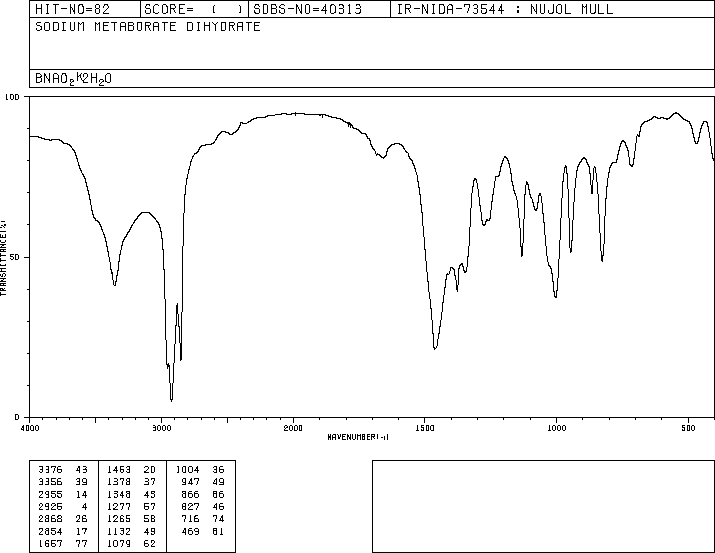 HIT-NO=82 SCORE= ( ) SDBS-NO=40313 IR-NIDA-73544 : NUJOL MULL
SODIUM METABORATE DIHYDRATE
BNAO2K2H2O
100
50
0
TRANSMITTANCE(%)
4000 3000 2000 1500 1000 500
WAVENUMBER(-1)
3376 43 1463 20 1004 36
3356 39 1378 37 947 49
2955 14 1348 43 866 66
2925 4 1277 57 827 46
2868 26 1265 58 716 74
2854 17 1132 49 469 81
1657 77 1079 62